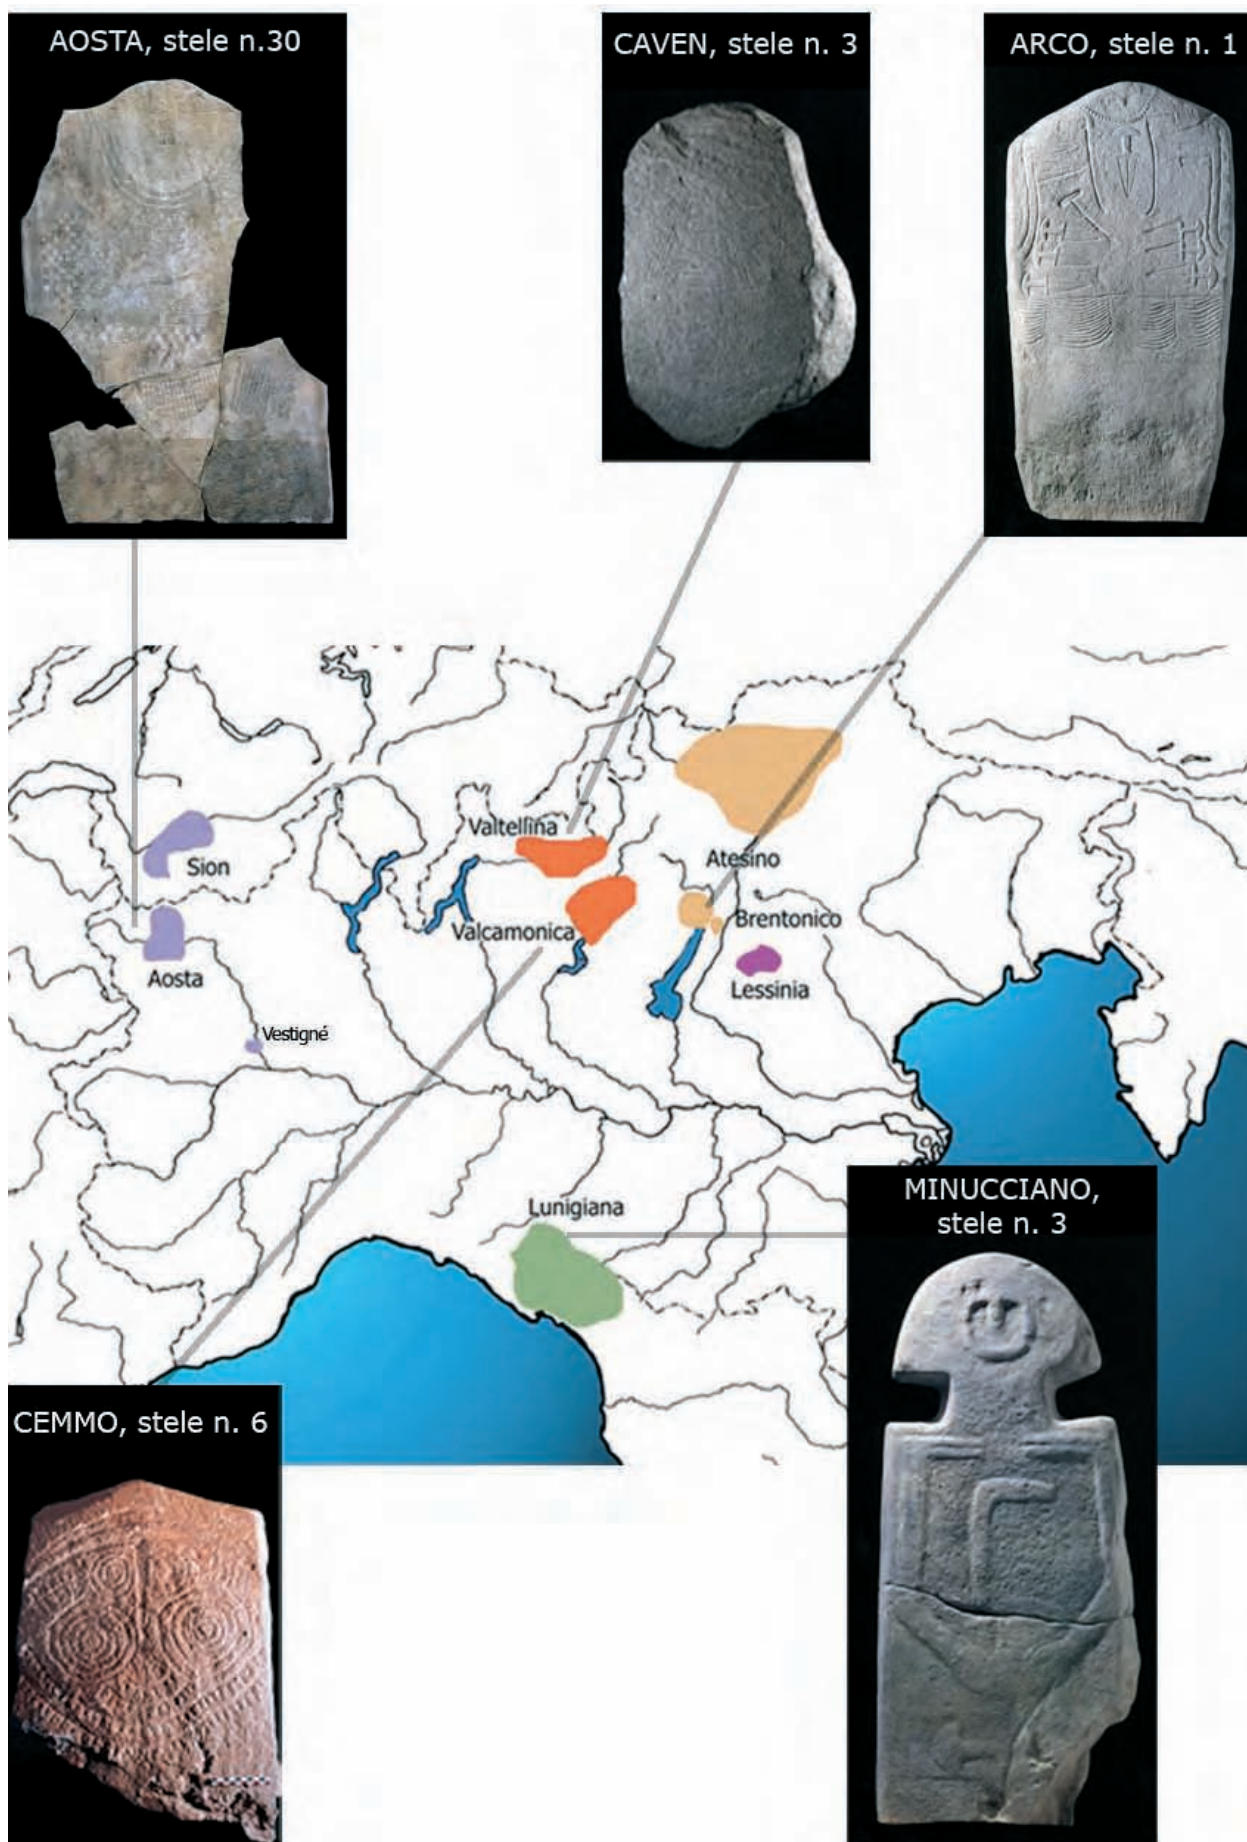 AOSTA, stele n.30
CAVEN, stele n. 3
ARCO, stele n. 1
Valtellina
Sion
Atesino
Valcamonica
Brentonico
Aosta
Lessinia
Vestigné
Lunigiana
MINUCCIANO,
stele n. 3
CEMMO, stele n. 6